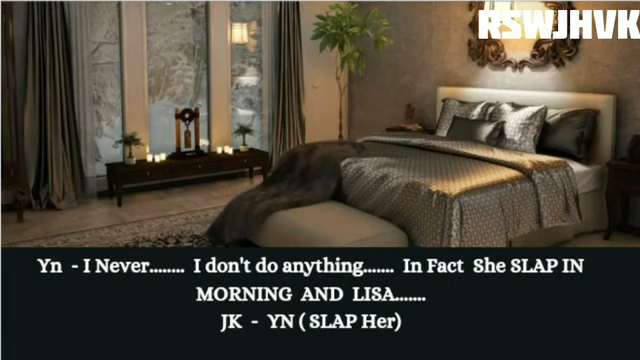 RSWJHVK
Yn - I Never........ I don't do anything....... In Fact She SLAP IN
MORNING AND LISA.......
JK - YN ( SLAP Her)